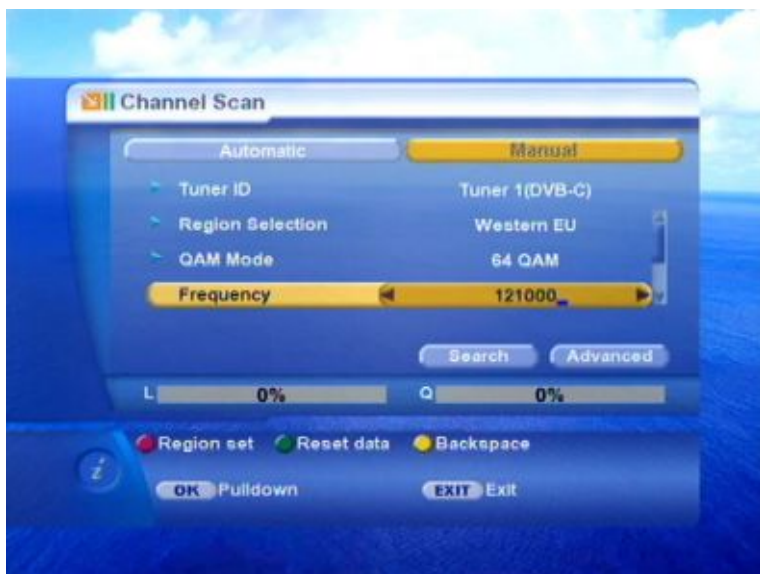 Channel Scan
Automatic Manual
Tuner ID Tuner 1(DVB-C)
Region Selection Western EU
QAM Mode 64 QAM
Frequency 121000_
Search Advanced
L 0% Q 0%
Region set Reset data Backspace
i
OK Pulldown EXIT Exit